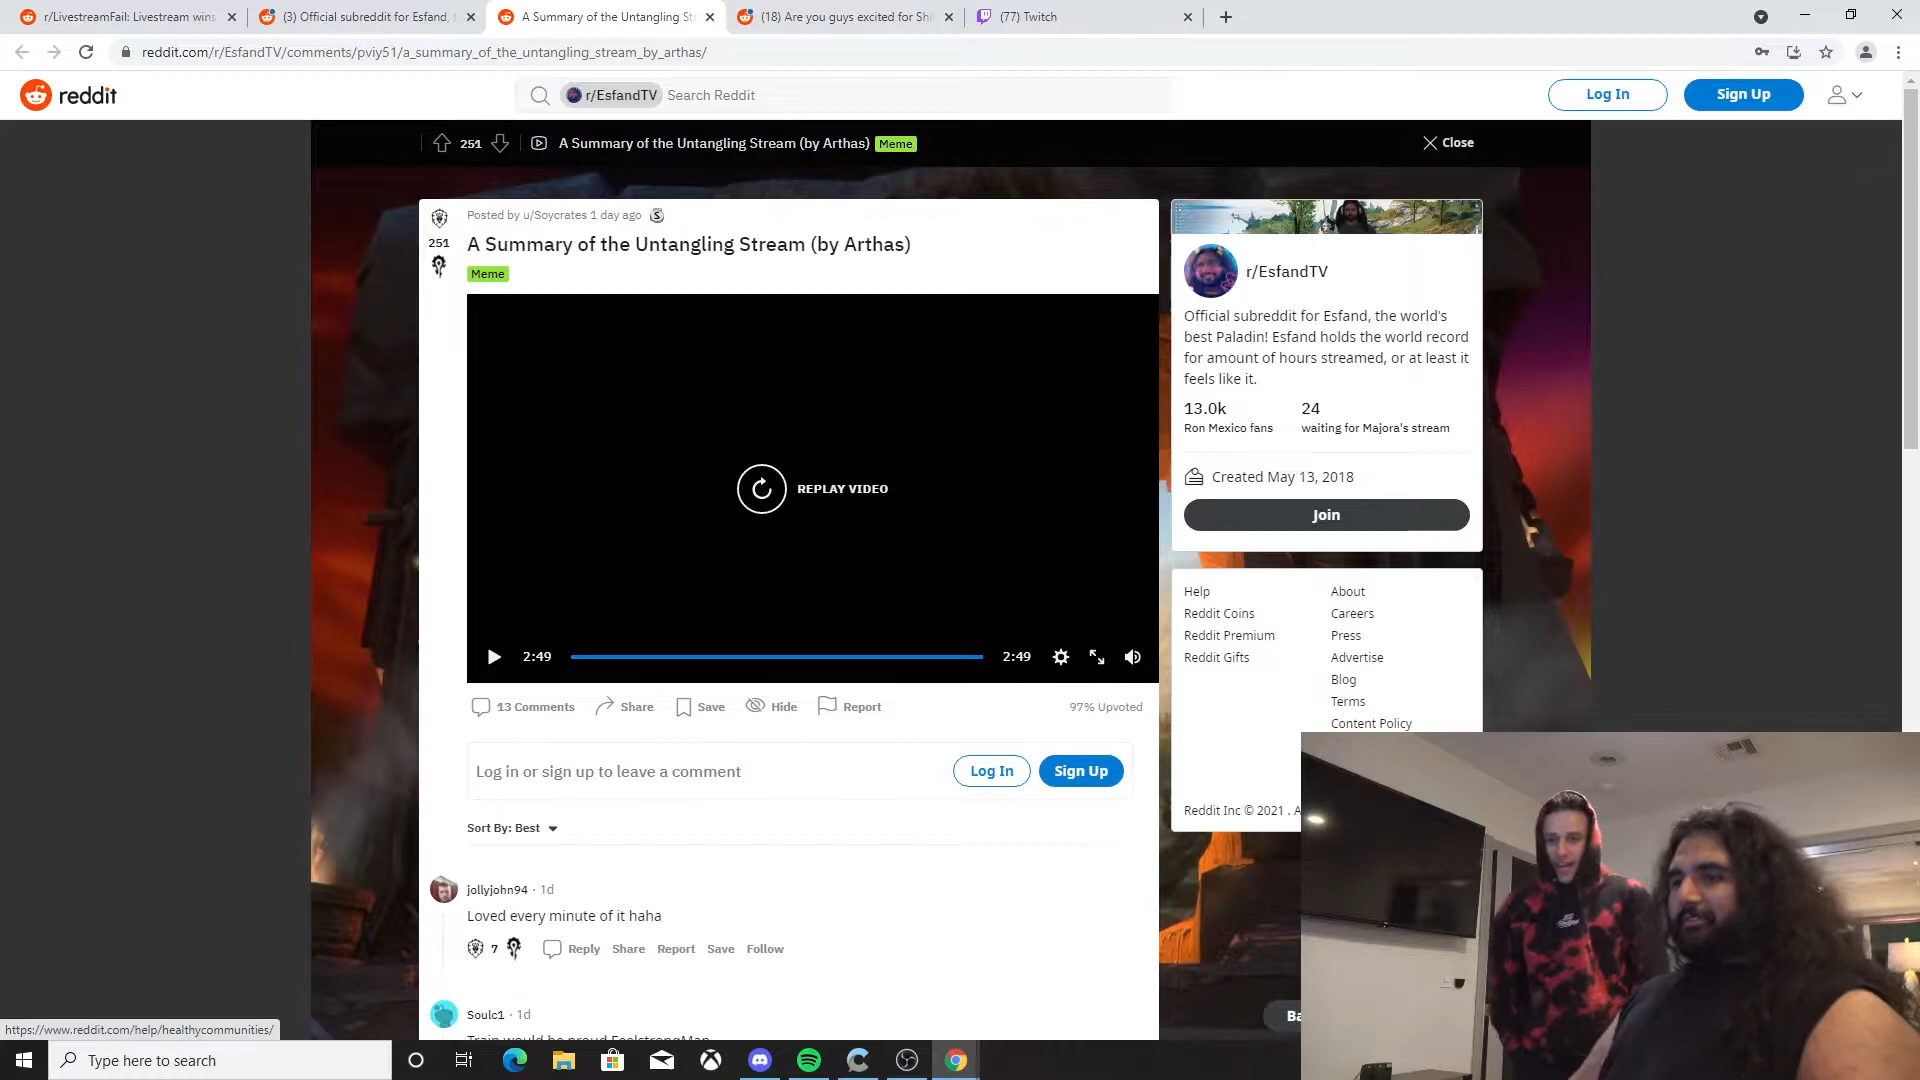 r/LivestreamFail: Livestream wins
(3) Official subreddit for Esfand,
A Summary of the Untangling St
(18) Are you guys excited for Shi
(77) Twitch
reddit.com/r/EsfandTV/comments/pviy51/a_summary_of_the_untangling_stream_by_arthas/
reddit
r/EsfandTV
Search Reddit
Log In
Sign Up
251
A Summary of the Untangling Stream (by Arthas)
Meme
Close
Posted by u/Soycrates 1 day ago
251
A Summary of the Untangling Stream (by Arthas)
Meme
REPLAY VIDEO
2:49
2:49
13 Comments
Share
Save
Hide
Report
97% Upvoted
Log in or sign up to leave a comment
Log In
Sign Up
Sort By: Best
jollyjohn94 · 1d
Loved every minute of it haha
7
Reply
Share
Report
Save
Follow
Soulc1 · 1d
Train would be proud FeelstrongMan
r/EsfandTV
Official subreddit for Esfand, the world's
best Paladin! Esfand holds the world record
for amount of hours streamed, or at least it
feels like it.
13.0k
Ron Mexico fans
24
waiting for Majora's stream
Created May 13, 2018
Join
Help
Reddit Coins
Reddit Premium
Reddit Gifts
About
Careers
Press
Advertise
Blog
Terms
Content Policy
Reddit Inc © 2021 . A
Ba
https://www.reddit.com/help/healthycommunities/
Type here to search